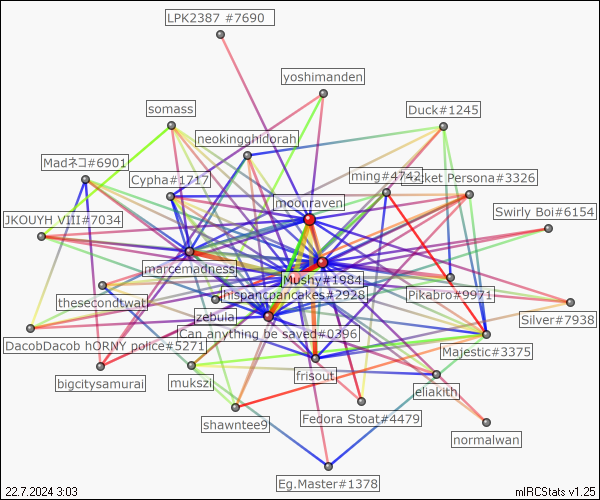 LPK2387 #7690
yoshimanden
somass
Duck#1245
neokingghidorah
Madネコ#6901
ming#4742
cket Persona#3326
Cypha#1717
moonraven
JKOUYH VIII#7034
Swirly Boi#6154
marcemadness
Mushy#1984
hispancpancakes#2928
Pikabro#9971
thesecondtwat
zebula
Silver#7938
Can anything be saved#0396
DacobDacob hORNY police#5271
Majestic#3375
bigcitysamurai
mukszi
frisout
eliakith
shawntee9
Fedora Stoat#4479
normalwan
Eg.Master#1378
22.7.2024 3:03
mIRCStats v1.25